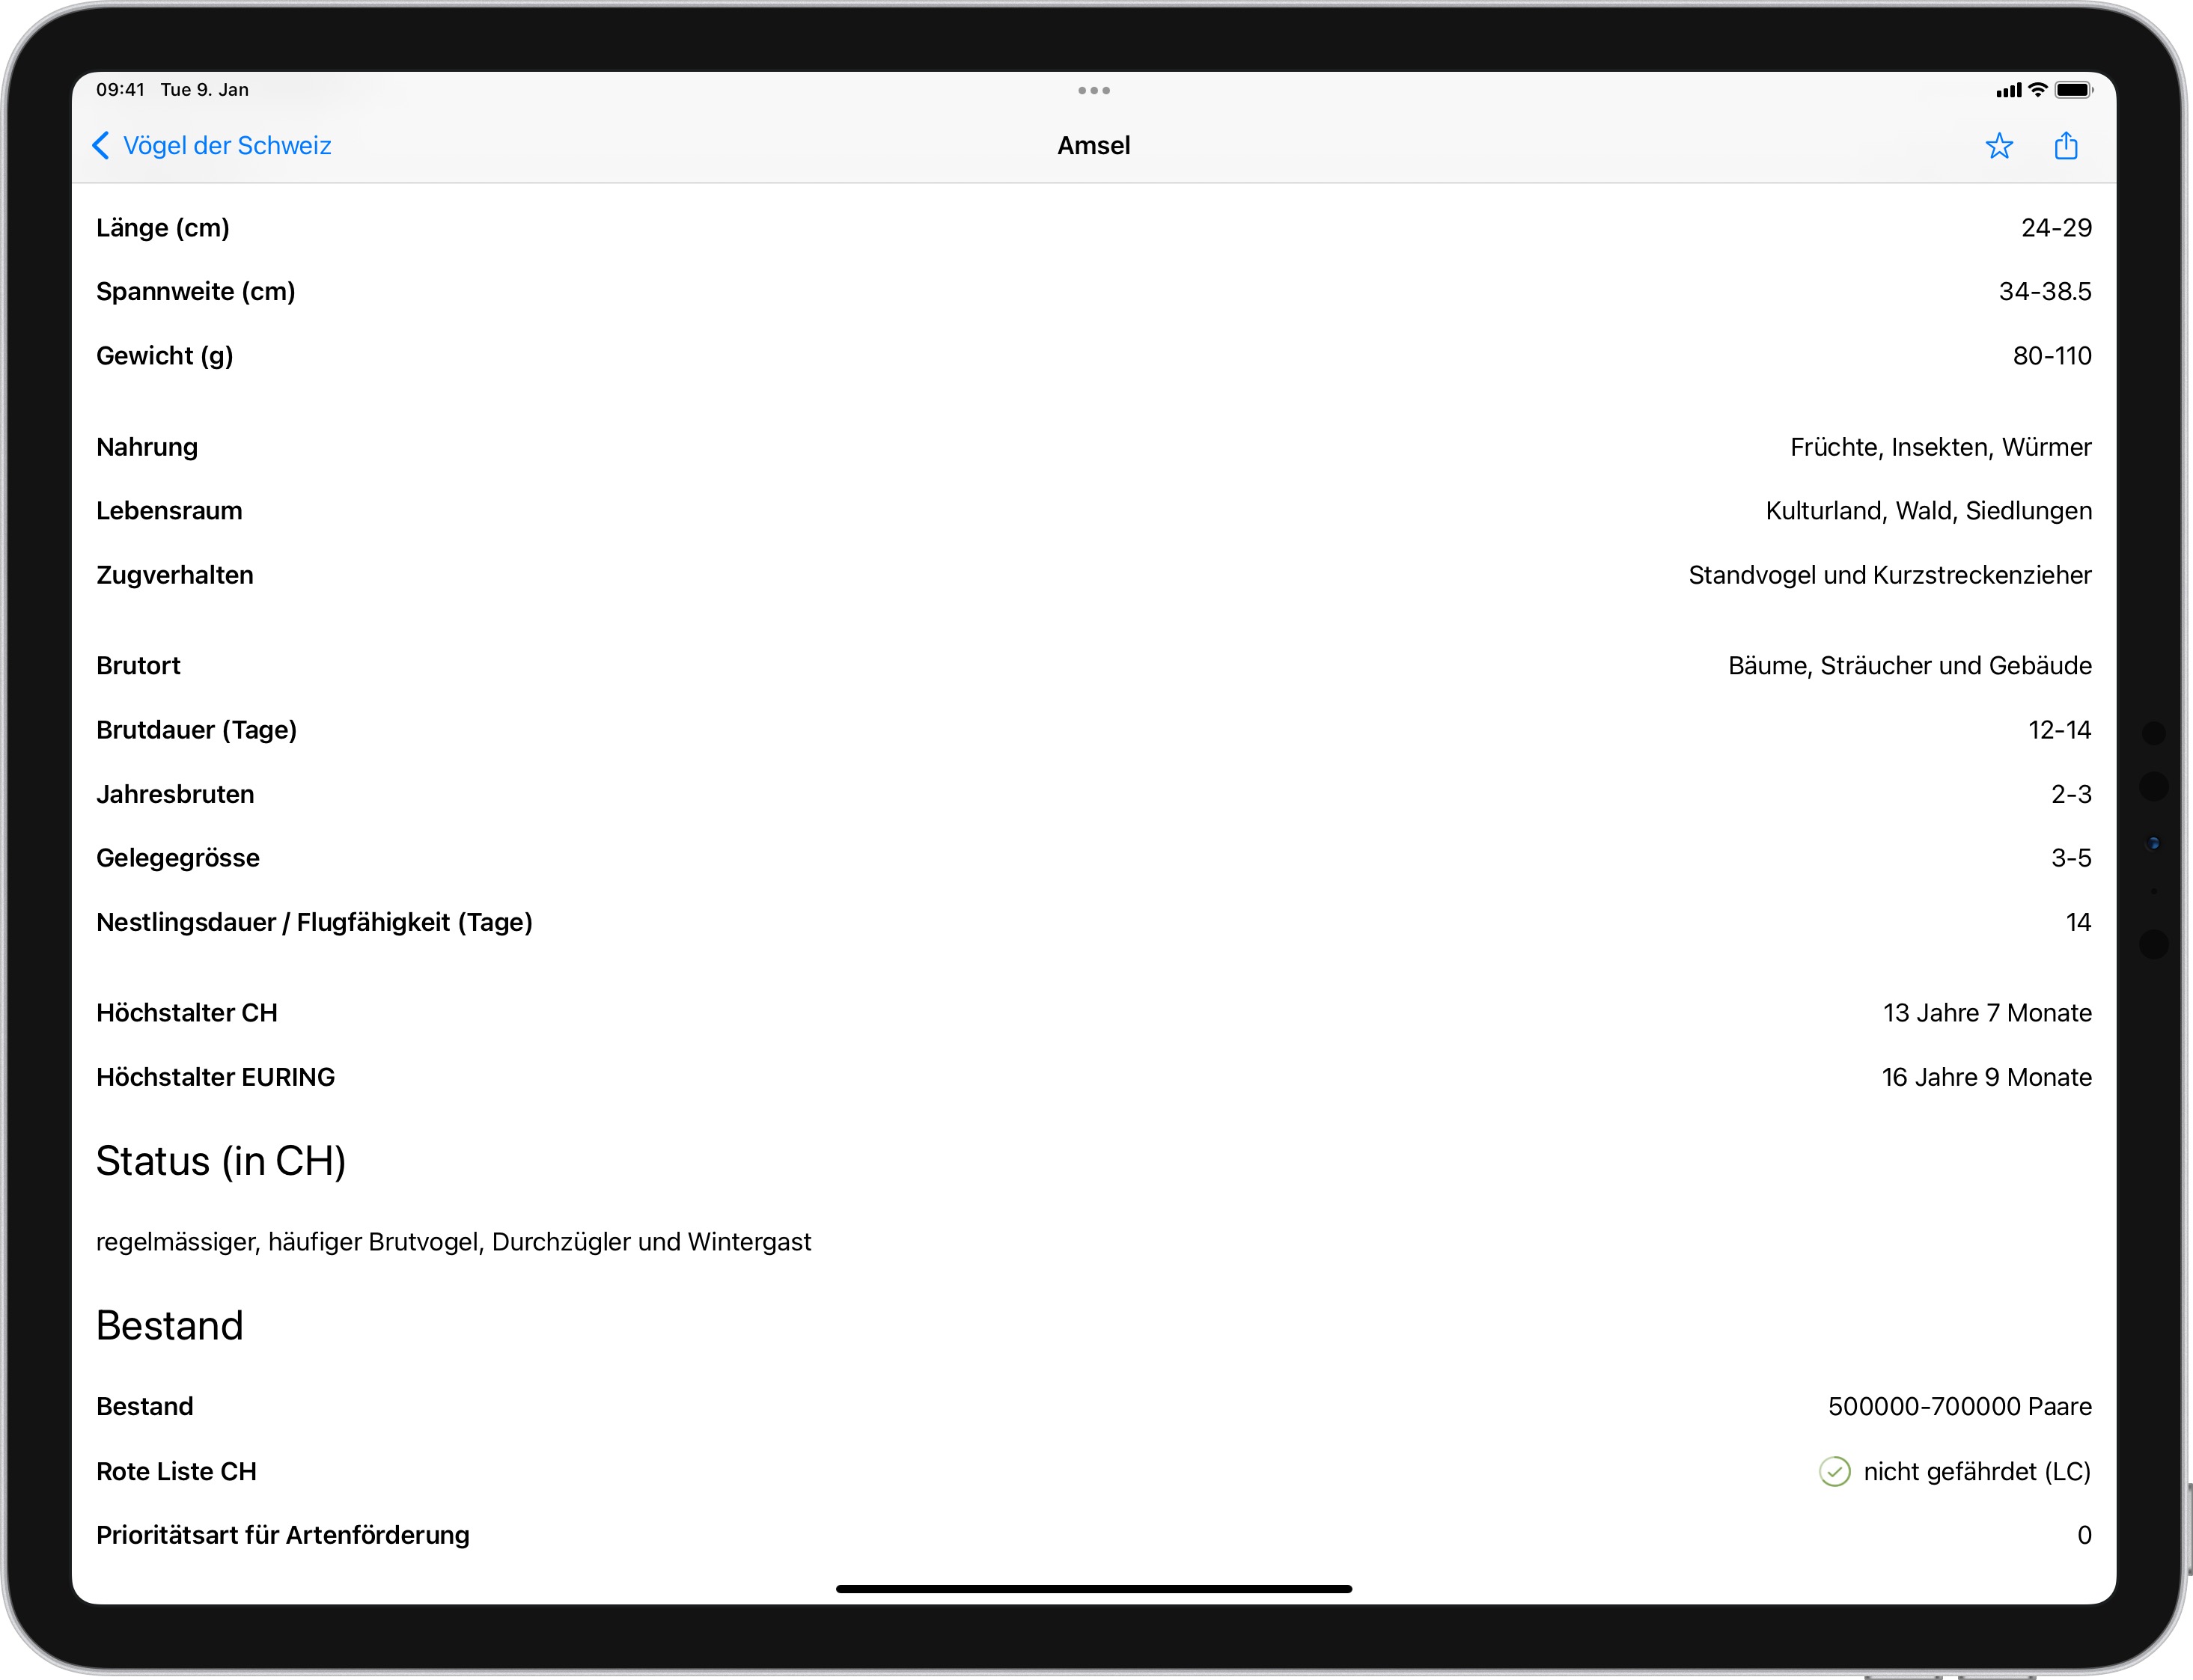 09:41 Tue 9. Jan
Vögel der Schweiz Amsel
Länge (cm) 24-29
Spannweite (cm) 34-38.5
Gewicht (g) 80-110
Nahrung Früchte, Insekten, Würmer
Lebensraum Kulturland, Wald, Siedlungen
Zugverhalten Standvogel und Kurzstreckenzieher
Brutort Bäume, Sträucher und Gebäude
Brutdauer (Tage) 12-14
Jahresbruten 2-3
Gelegegrösse 3-5
Nestlingsdauer / Flugfähigkeit (Tage) 14
Höchstalter CH 13 Jahre 7 Monate
Höchstalter EURING 16 Jahre 9 Monate
Status (in CH)
regelmässiger, häufiger Brutvogel, Durchzügler und Wintergast
Bestand
Bestand 500000-700000 Paare
Rote Liste CH nicht gefährdet (LC)
Prioritätsart für Artenförderung 0